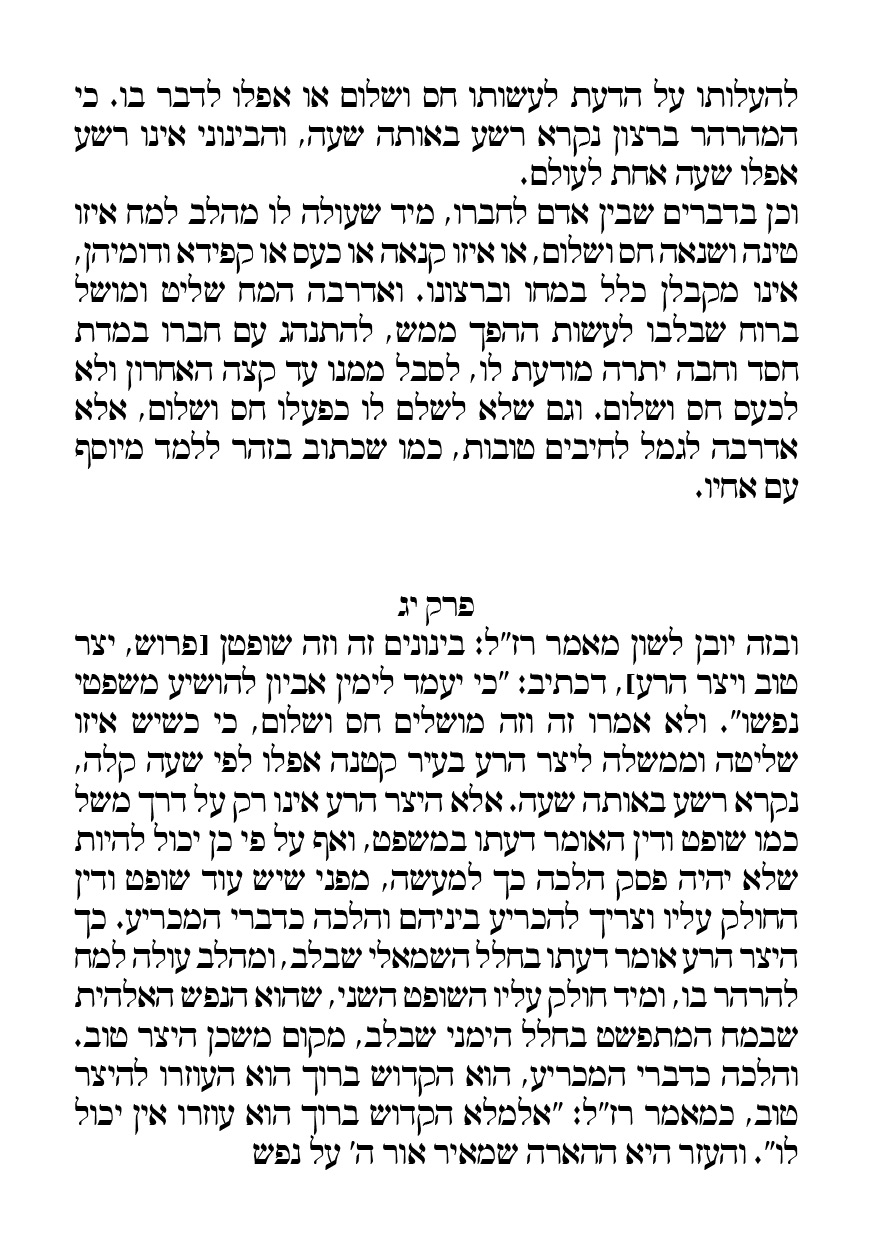 להעלותו על הדעת לעשותו חס ושלום או אפלו לדבר בו. כי
המהרהר ברצון נקרא רשע באותה שעה, והבינוני אינו רשע
אפלו שעה אחת לעולם.
וכן בדברים שבין אדם לחברו, מיד שעולה לו מהלב למח איזו
טינה ושנאה חס ושלום, או איזו קנאה או כעס או קפידא ודומיהן,
אינו מקבלן כלל במחו וברצונו. ואדרבה המח שליט ומושל
ברוח שבלבו לעשות ההפך ממש, להתנהג עם חברו במדת
חסד וחבה יתרה מודעת לו, לסבל ממנו עד קצה האחרון ולא
לכעס חס ושלום. וגם שלא לשלם לו כפעלו חס ושלום, אלא
אדרבה לגמל לחיבים טובות, כמו שכתוב בזהר ללמד מיוסף
עם אחיו.
פרק יג
ובזה יובן לשון מאמר רז"ל: בינונים זה וזה שופטן [פרוש, יצר
טוב ויצר הרע], דכתיב: "כי יעמד לימין אביון להושיע משפטי
נפשו". ולא אמרו זה וזה מושלים חס ושלום, כי כשיש איזו
שליטה וממשלה ליצר הרע בעיר קטנה אפלו לפי שעה קלה,
נקרא רשע באותה שעה. אלא היצר הרע אינו רק על דרך משל
כמו שופט ודין האומר דעתו במשפט, ואף על פי כן יכול להיות
שלא יהיה פסק הלכה כך למעשה, מפני שיש עוד שופט ודין
החולק עליו וצריך להכריע ביניהם והלכה כדברי המכריע. כך
היצר הרע אומר דעתו בחלל השמאלי שבלב, ומהלב עולה למח
להרהר בו, ומיד חולק עליו השופט השני, שהוא הנפש האלהית
שבמח המתפשט בחלל הימני שבלב, מקום משכן היצר טוב.
והלכה כדברי המכריע, הוא הקדוש ברוך הוא העוזרו להיצר
טוב, כמאמר רז"ל: "אלמלא הקדוש ברוך הוא עוזרו אין יכול
לו". והעזר היא ההארה שמאיר אור ה' על נפש